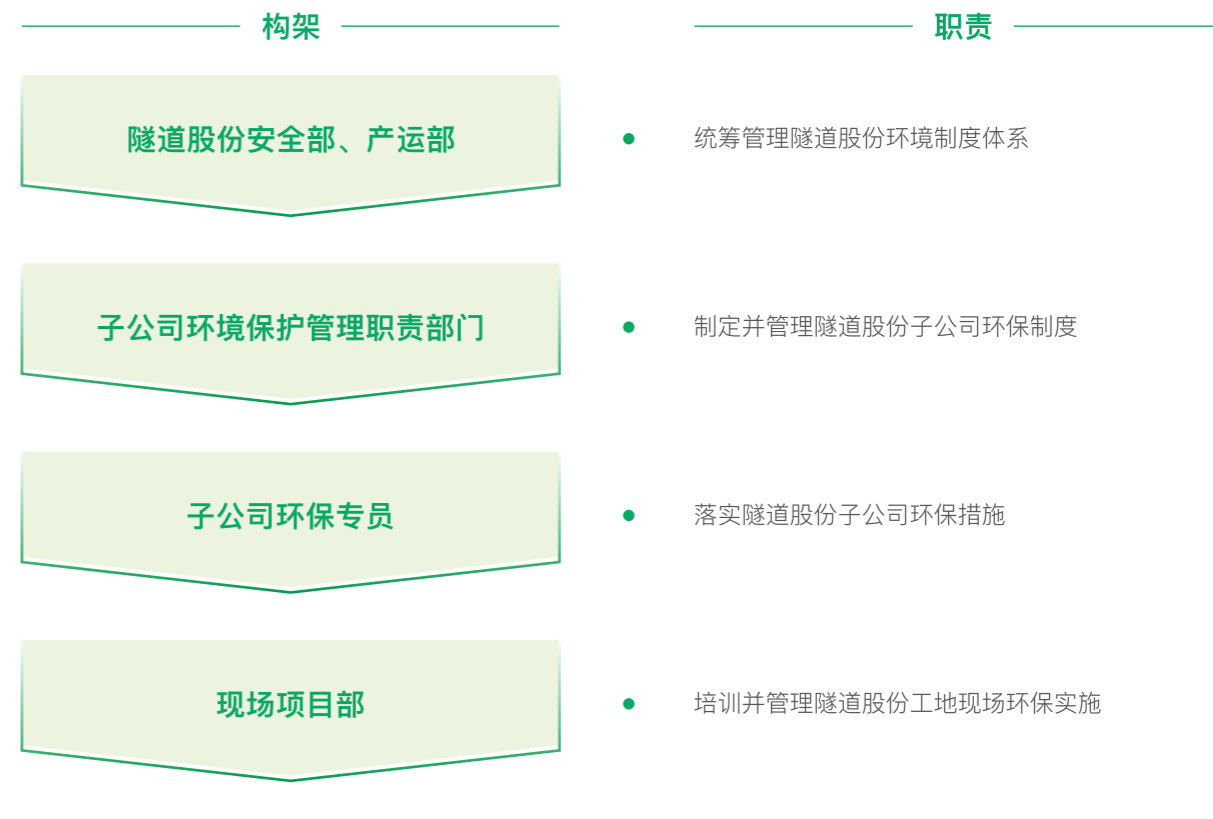 构架
职责
隧道股份安全部、产运部
统筹管理隧道股份环境制度体系
子公司环境保护管理职责部门
制定并管理隧道股份子公司环保制度
子公司环保专员
落实隧道股份子公司环保措施
现场项目部
培训并管理隧道股份工地现场环保实施